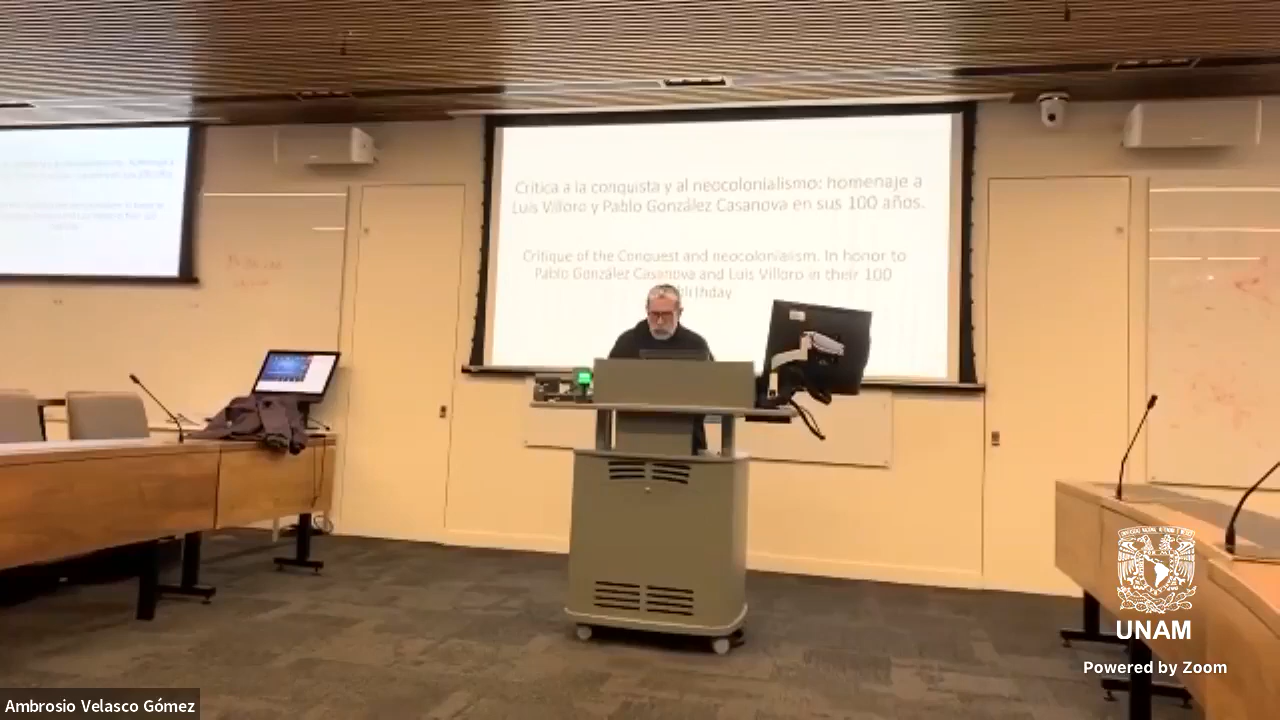 Crítica a la conquista y al neocolonialismo: homenaje a
Luis Villoro y Pablo González Casanova en sus 100 años.
Critique of the Conquest and neocolonialism. In honor to
Pablo González Casanova and Luis Villoro in their 100
birthday
UNAM
Powered by Zoom
Ambrosio Velasco Gómez